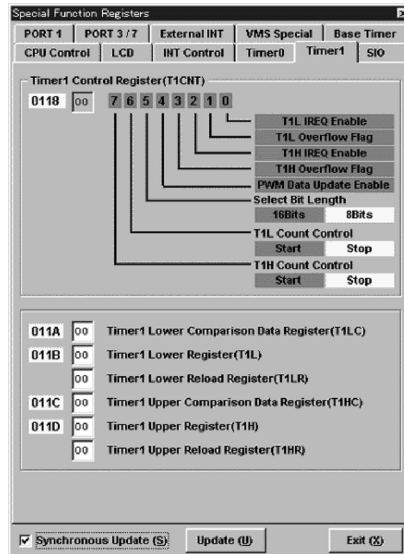 Special Function Registers
PORT 1 PORT 3 / 7 External INT VMS Special Base Timer
CPU Control LCD INT Control Timer0 Timer1 SIO
Timer1 Control Register(T1CNT)
0118 00 7 6 5 4 3 2 1 0
T1L IREQ Enable
T1L Overflow Flag
T1H IREQ Enable
T1H Overflow Flag
PWM Data Update Enable
Select Bit Length
16Bits 8Bits
T1L Count Control
Start Stop
T1H Count Control
Start Stop
011A 00 Timer1 Lower Comparison Data Register(T1LC)
011B 00 Timer1 Lower Register(T1L)
00 Timer1 Lower Reload Register(T1LR)
011C 00 Timer1 Upper Comparison Data Register(T1HC)
011D 00 Timer1 Upper Register(T1H)
00 Timer1 Upper Reload Register(T1HR)
Synchronous Update (S) Update (U) Exit (X)